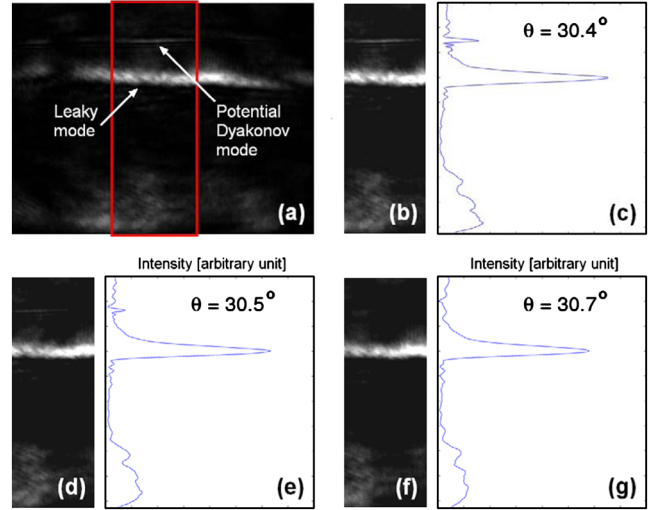 Leaky
mode
Potential
Dyakonov
mode
(a)
(b)
θ = 30.4°
(c)
(d)
Intensity [arbitrary unit]
θ = 30.5°
(e)
(f)
Intensity [arbitrary unit]
θ = 30.7°
(g)